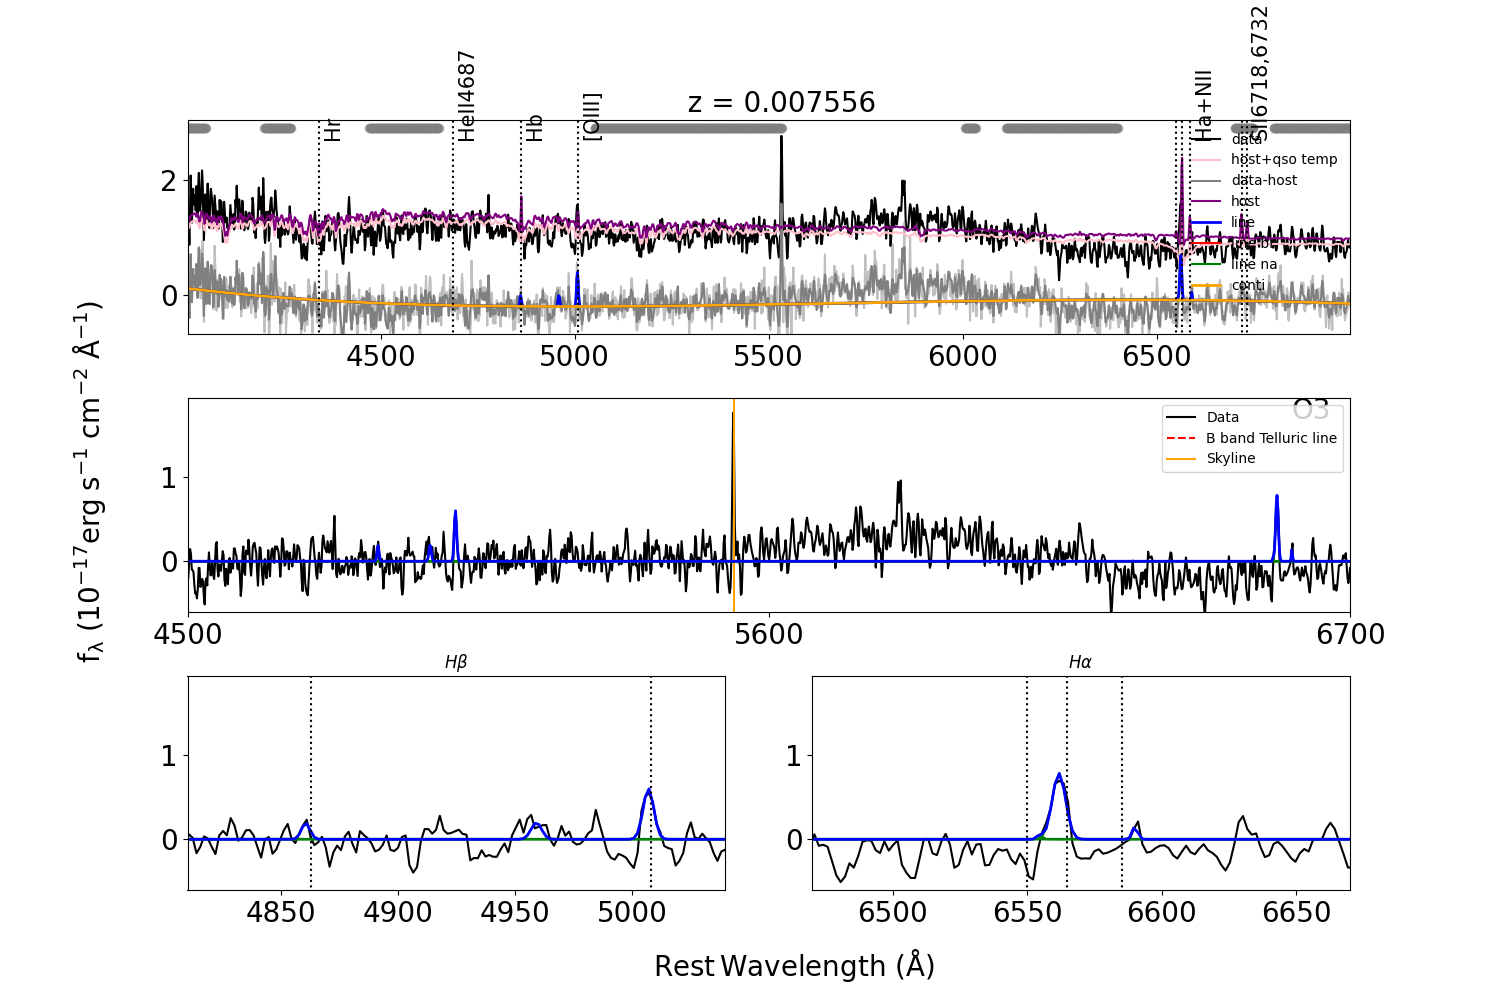 z = 0.007556
Hr
HeII4687
Hb
[OIII]
Ha+NII
SII6718,6732
data
host+qso temp
data-host
host
line
line br
line na
conti
2
0
4500 5000 5500 6000 6500
O3
Data
B band Telluric line
Skyline
1
0
4500 5600 6700
fλ (10⁻¹⁷erg s⁻¹ cm⁻² Å⁻¹)
Hβ
1
0
4850 4900 4950 5000
Hα
1
0
6500 6550 6600 6650
Rest Wavelength (Å)